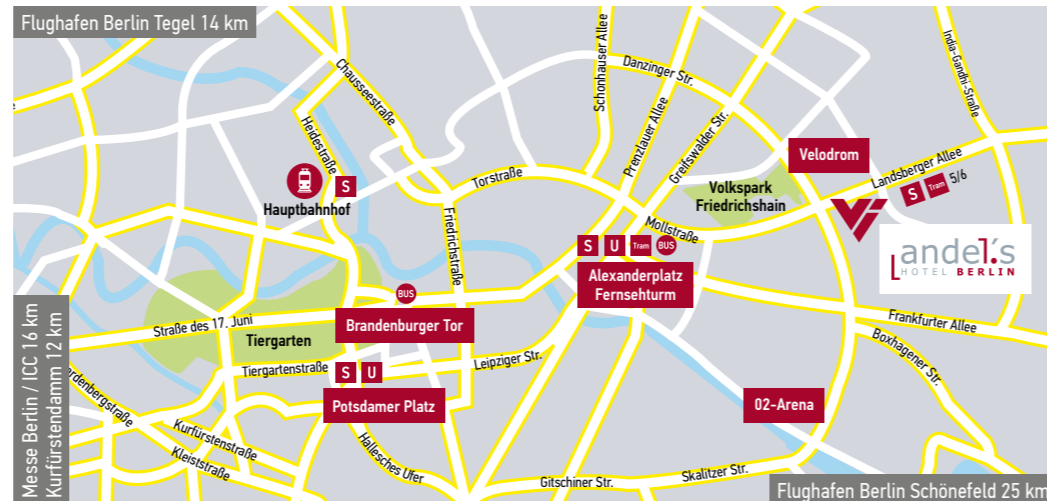 Flughafen Berlin Tegel 14 km
Chausseestraße
Heidestraße
Schonhauser Allee
Danzinger Str.
Prenzlauer Allee
Greifswalder Str.
India-Gandhi-Straße
Velodrom
Landsberger Allee
S Tram 5/6
S
Hauptbahnhof
Torstraße
Volkspark
Friedrichshain
Friedrichstraße
Mollstraße
andel's
HOTEL BERLIN
S U Tram BUS
Alexanderplatz
Fernsehturm
BUS
Straße des 17. Juni
Brandenburger Tor
Tiergarten
Frankfurter Allee
Boxhagener Str.
Tiergartenstraße
S U
Leipziger Str.
Potsdamer Platz
02-Arena
Kurfürstenstraße
Kleiststraße
Hallesches Ufer
Gitschiner Straße
Skalitzer Str.
Messe Berlin / ICC 16 km
Kurfürstendamm 12 km
Flughafen Berlin Schönefeld 25 km